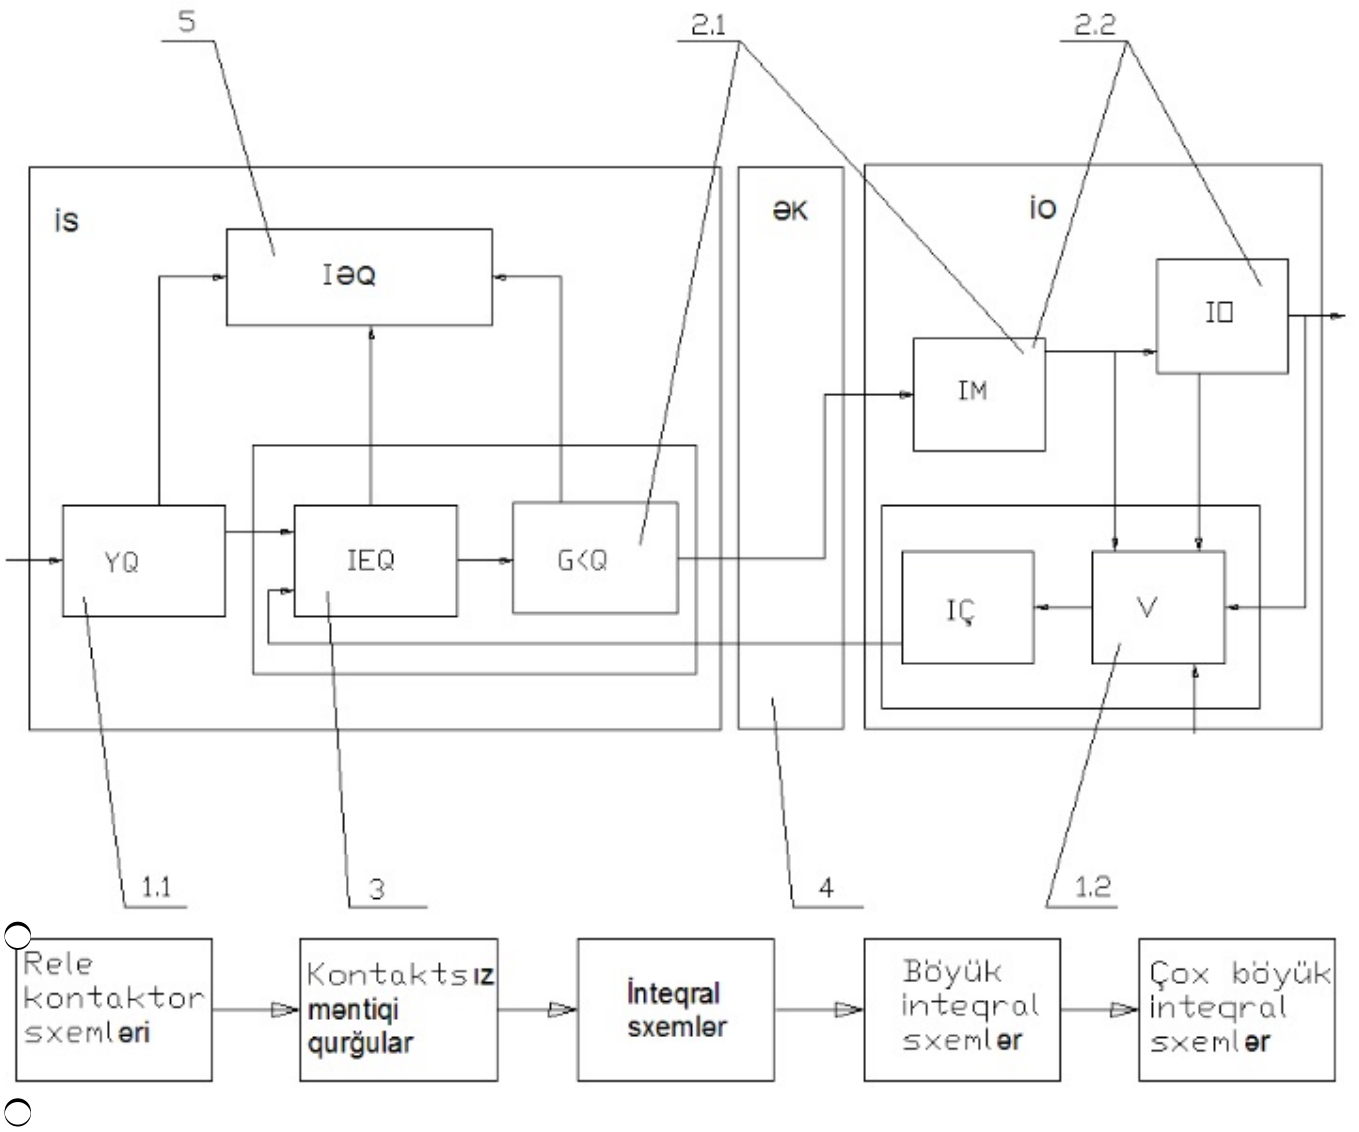 5
2.1
2.2
İS
ƏK
İO
IƏQ
IO
IM
YQ
IEQ
G<Q
IÇ
V
1.1
3
4
1.2
Rele
kontaktor
sxemləri
Kontaktsız
məntiqi
qurğular
İnteqral
sxemlər
Böyük
inteqral
sxemlər
Çox böyük
inteqral
sxemlər